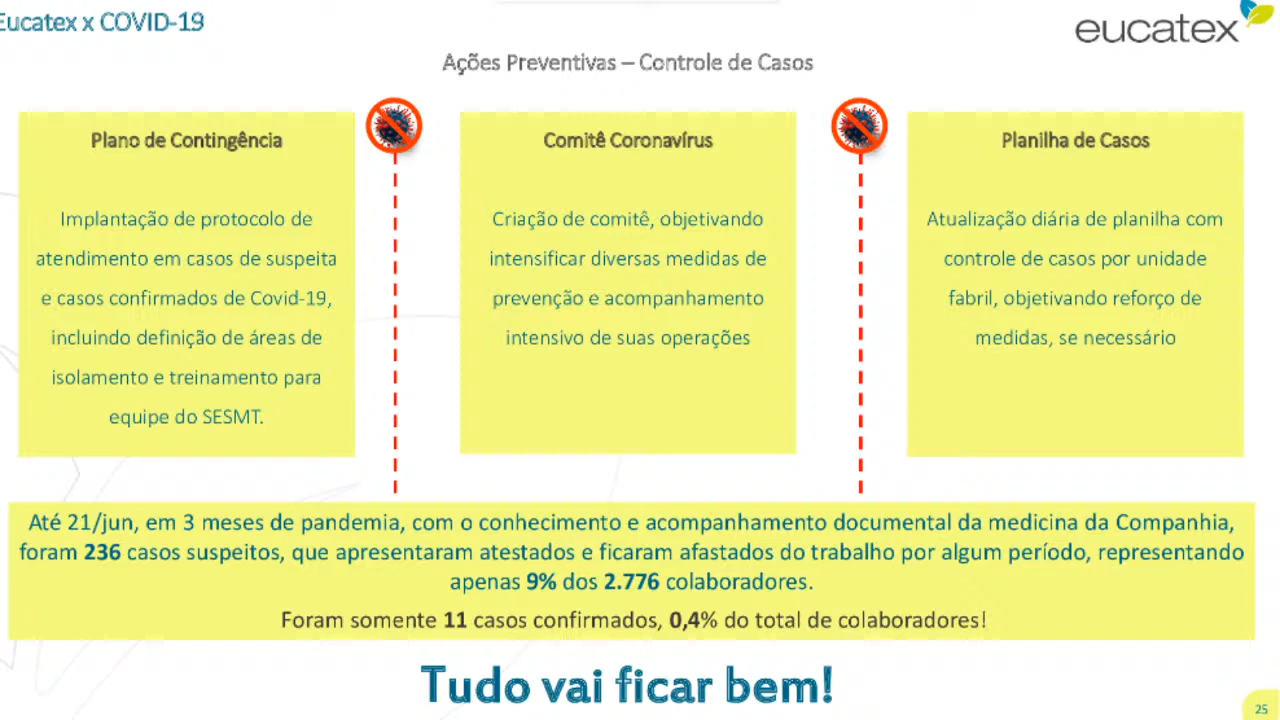 Eucatex x COVID-19
eucatex
Ações Preventivas – Controle de Casos
Plano de Contingência
Implantação de protocolo de
atendimento em casos de suspeita
e casos confirmados de Covid-19,
incluindo definição de áreas de
isolamento e treinamento para
equipe do SESMT.
Comitê Coronavírus
Criação de comitê, objetivando
intensificar diversas medidas de
prevenção e acompanhamento
intensivo de suas operações
Planilha de Casos
Atualização diária de planilha com
controle de casos por unidade
fabril, objetivando reforço de
medidas, se necessário
Até 21/jun, em 3 meses de pandemia, com o conhecimento e acompanhamento documental da medicina da Companhia,
foram 236 casos suspeitos, que apresentaram atestados e ficaram afastados do trabalho por algum período, representando
apenas 9% dos 2.776 colaboradores.
Foram somente 11 casos confirmados, 0,4% do total de colaboradores!
Tudo vai ficar bem!
25